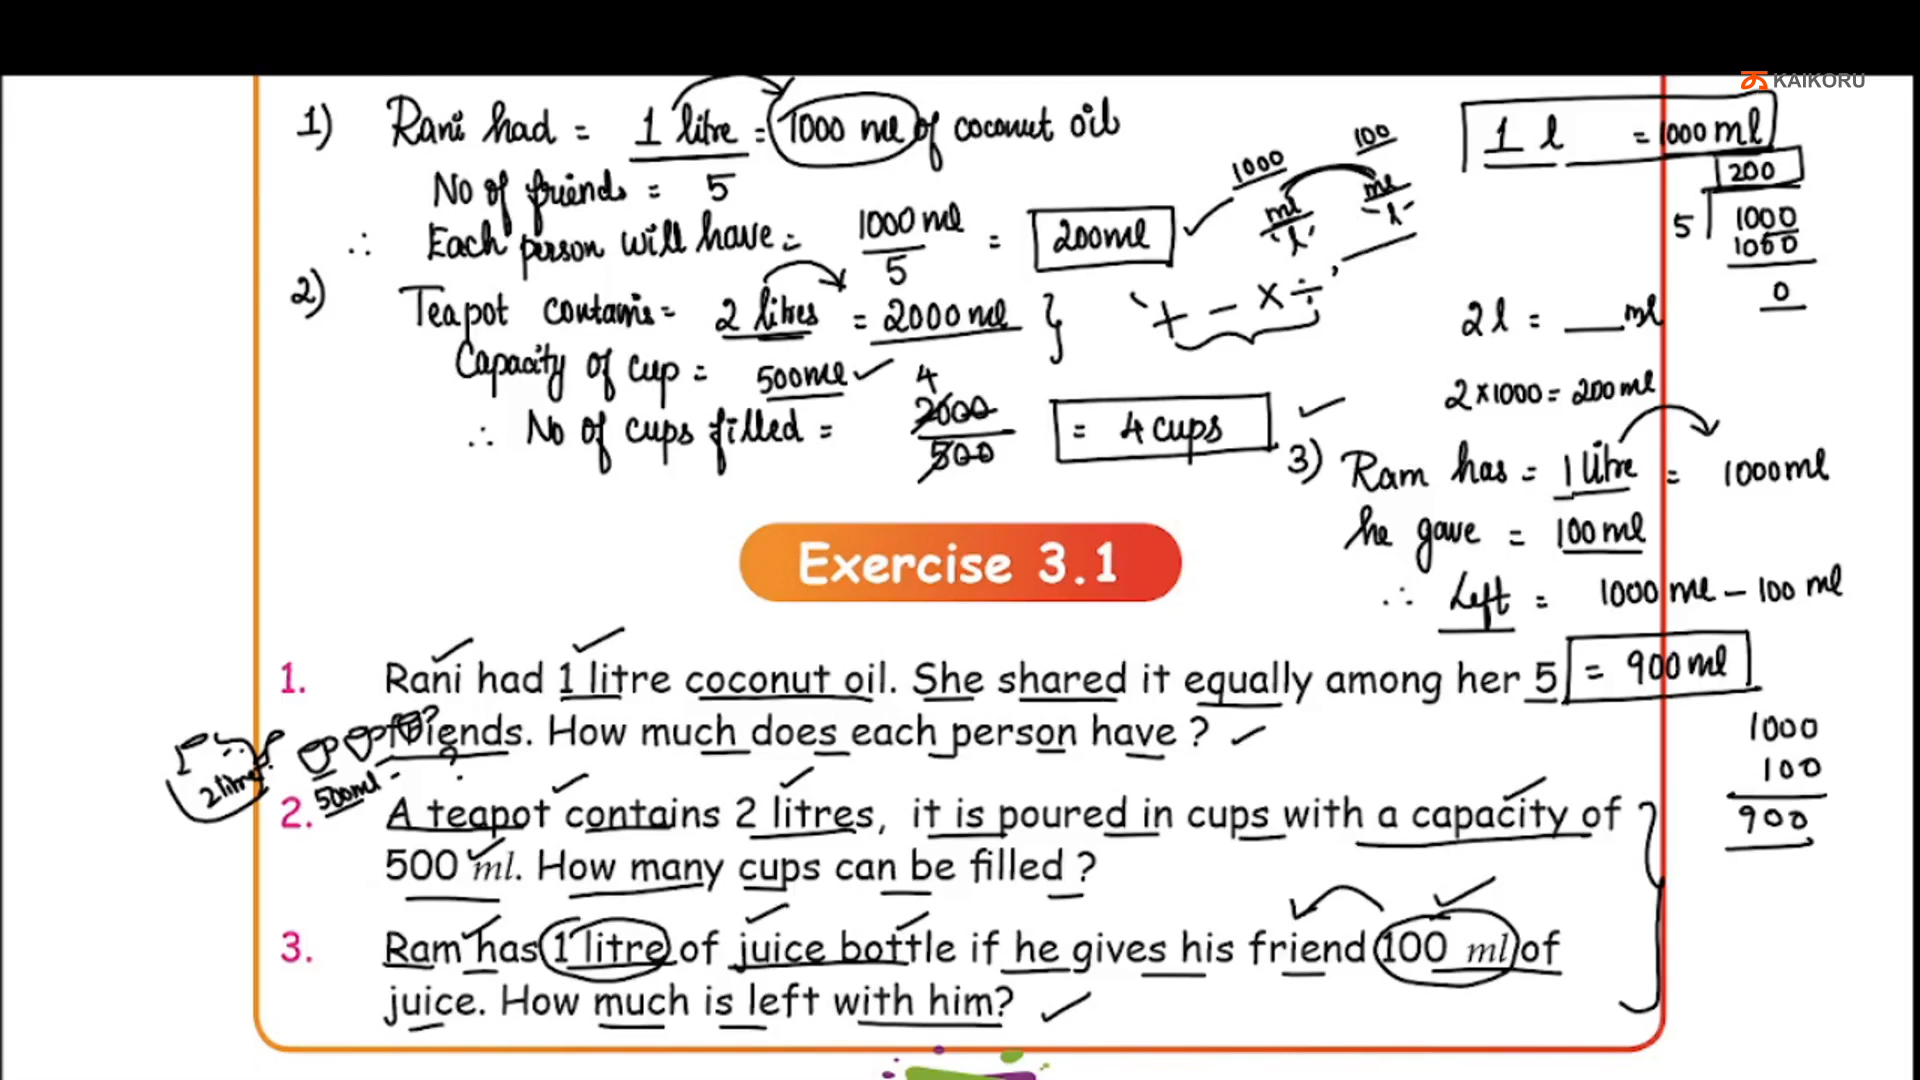 KAIKORU
1) Rani had = 1 litre = 1000 ml of coconut oil
No of friends = 5
∴ Each person will have = 1000 ml / 5 = 200ml
2) Teapot contains = 2 litres = 2000 ml
Capacity of cup = 500ml
∴ No of cups filled = 2000 / 500 4 = 4 cups
1000 100
ml ml
'l' 'l'
+ - × ÷
1 l = 1000 ml
200
5 1000
1000
0
2 l = ___ ml
2 × 1000 = 200 ml
3) Ram has = 1 litre = 1000 ml
he gave = 100 ml
∴ Left = 1000 ml - 100 ml
= 900 ml
1000
100
900
Exercise 3.1
1. Rani had 1 litre coconut oil. She shared it equally among her 5
friends. How much does each person have ?
2 litre 500ml
2. A teapot contains 2 litres, it is poured in cups with a capacity of
500 ml. How many cups can be filled ?
3. Ram has 1 litre of juice bottle if he gives his friend 100 ml of
juice. How much is left with him?